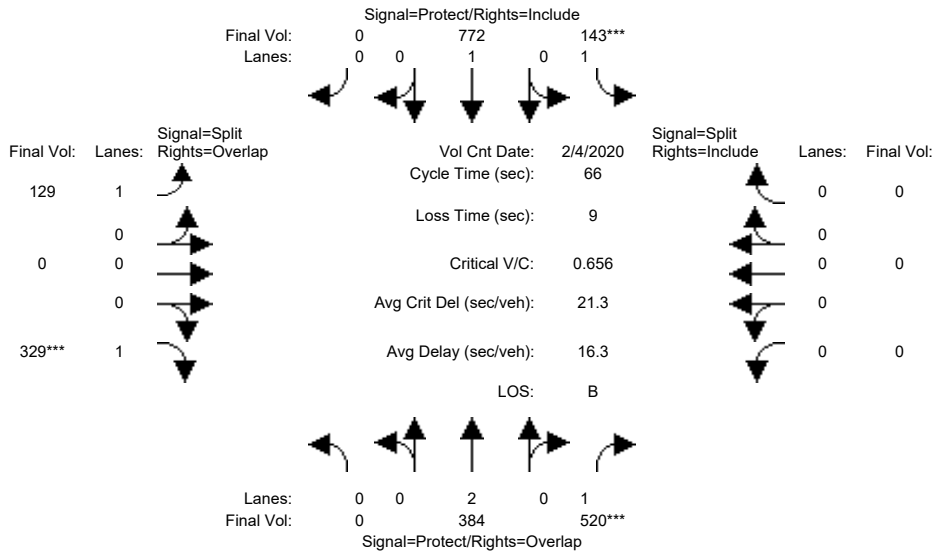 Signal=Protect/Rights=Include
Final Vol: 0 772 143***
Lanes: 0 0 1 0 1
Signal=Split
Final Vol: Lanes: Rights=Overlap
Vol Cnt Date: 2/4/2020
Signal=Split
Rights=Include Lanes: Final Vol:
Cycle Time (sec): 66
129 1 0 0
Loss Time (sec): 9
0 0
0 0 Critical V/C: 0.656 0 0
0 Avg Crit Del (sec/veh): 21.3 0
329*** 1 Avg Delay (sec/veh): 16.3 0 0
LOS: B
Lanes: 0 0 2 0 1
Final Vol: 0 384 520***
Signal=Protect/Rights=Overlap